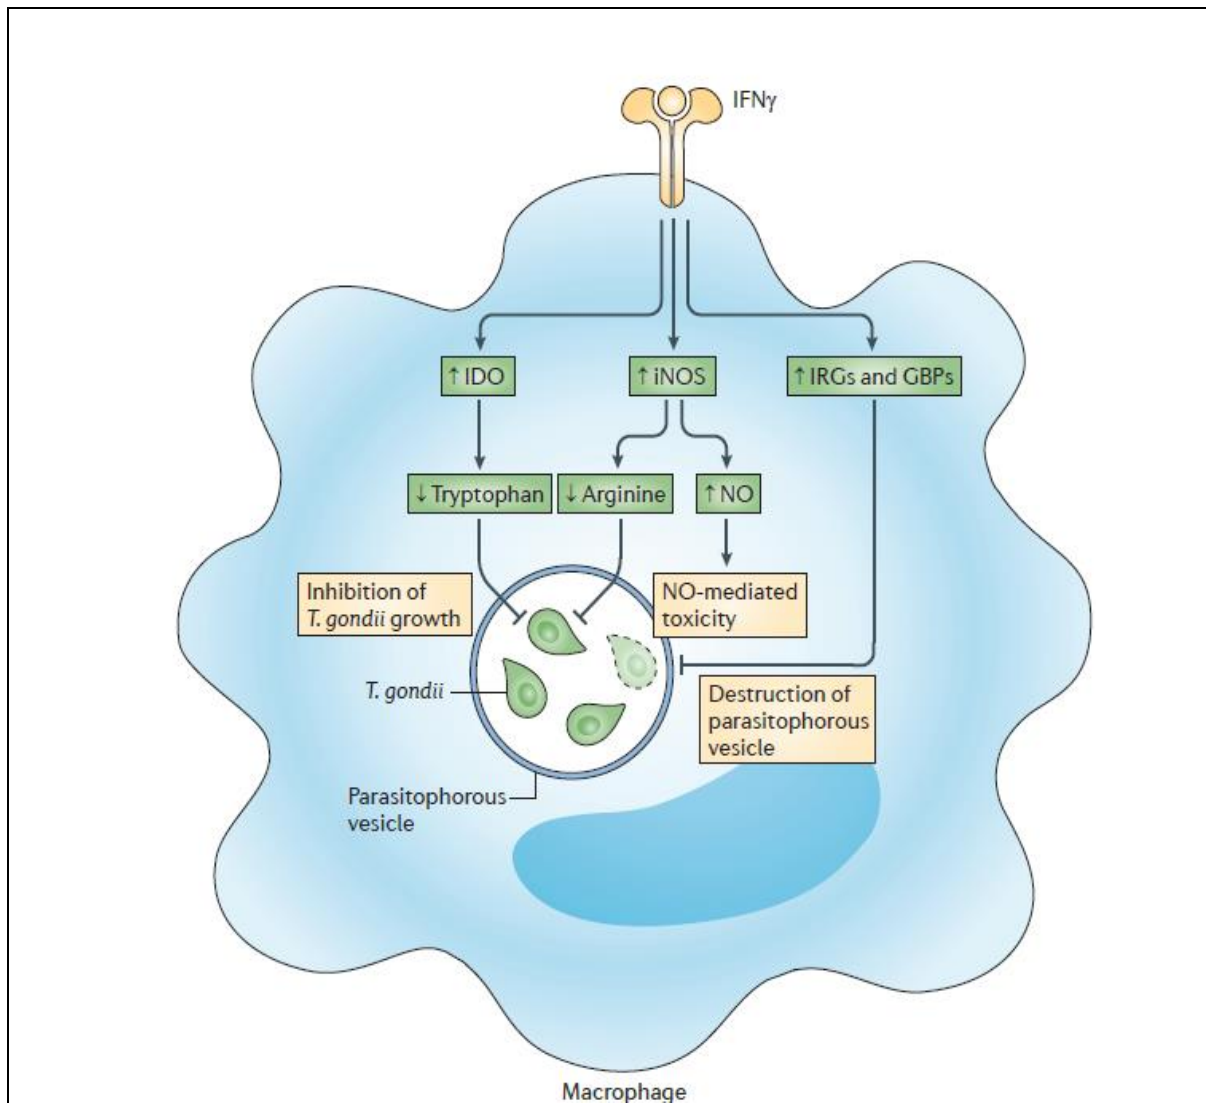 IFNγ
↑ IDO
↑ iNOS
↑ IRGs and GBPs
↓ Tryptophan
↓ Arginine
↑ NO
Inhibition of
T. gondii growth
NO-mediated
toxicity
T. gondii
Destruction of
parasitophorous
vesicle
Parasitophorous
vesicle
Macrophage